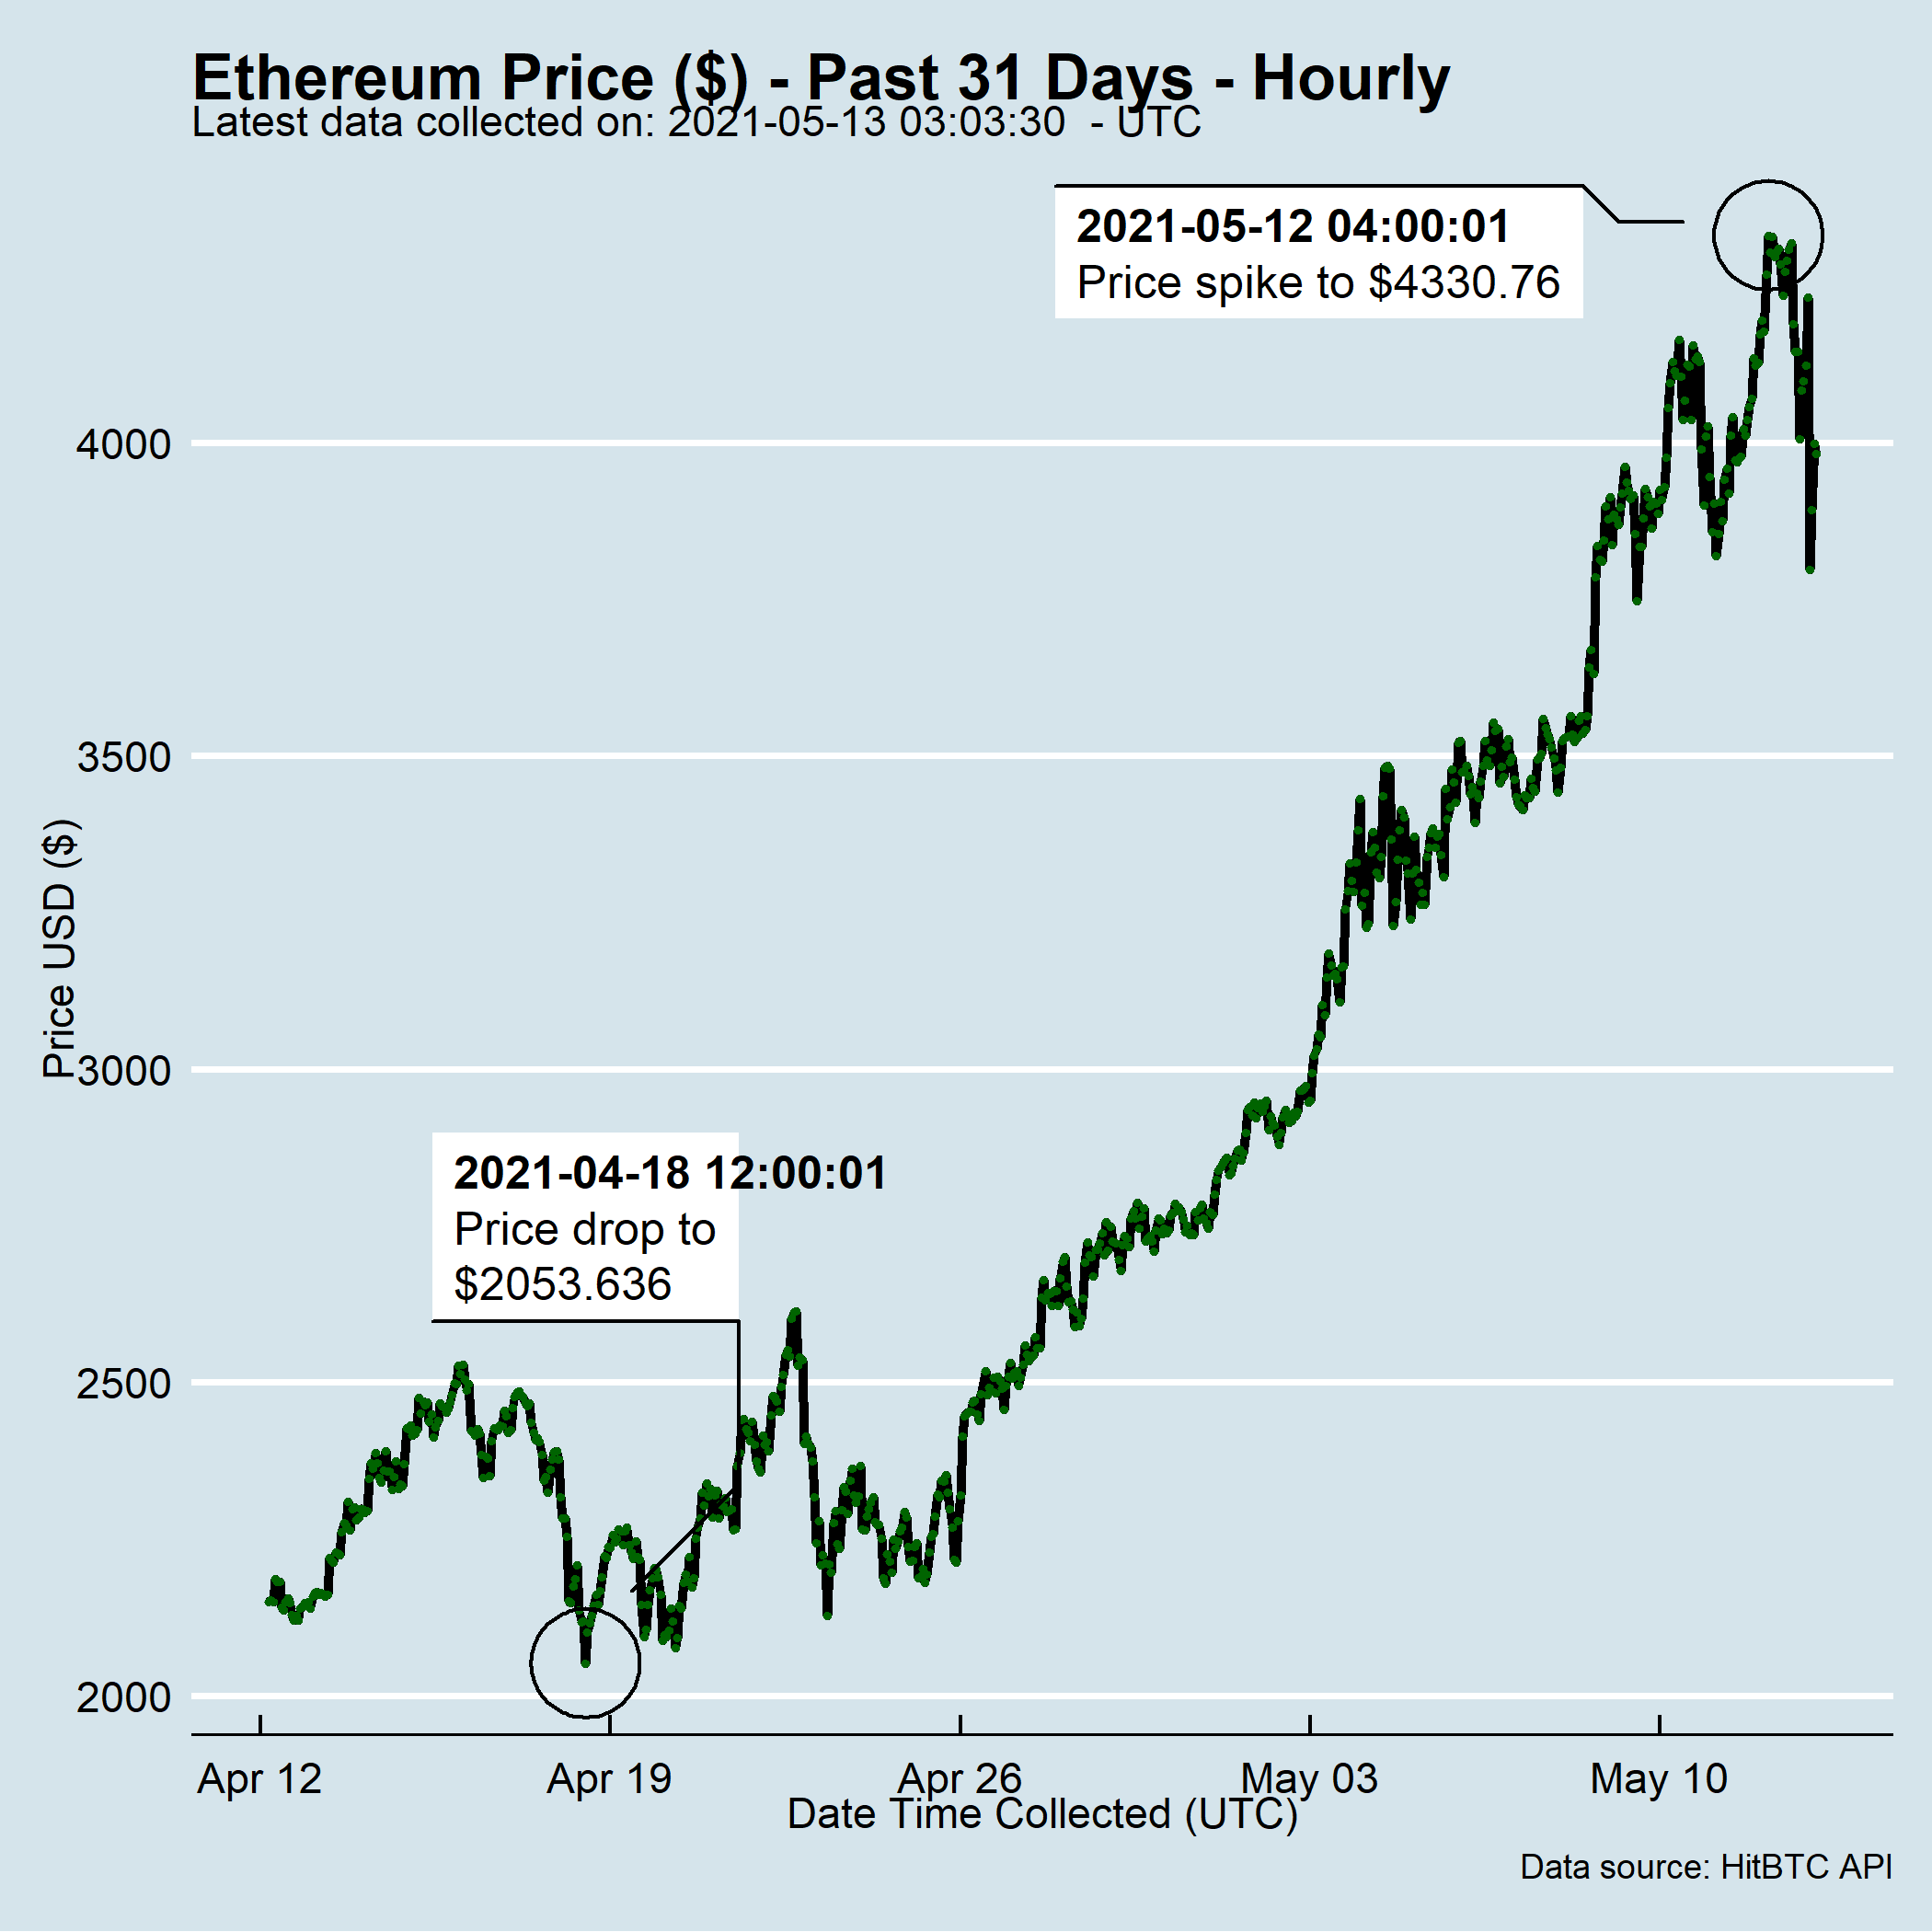 Ethereum Price ($) - Past 31 Days - Hourly
Latest data collected on: 2021-05-13 03:03:30  - UTC
2021-05-12 04:00:01
Price spike to $4330.76
4000
3500
3000
2500
2000
Price USD ($)
2021-04-18 12:00:01
Price drop to
$2053.636
Apr 12
Apr 19
Apr 26
May 03
May 10
Date Time Collected (UTC)
Data source: HitBTC API